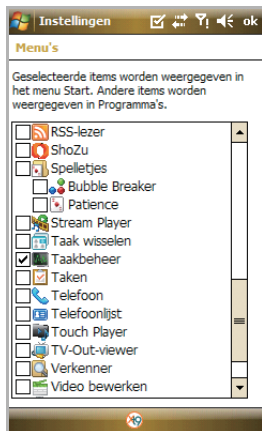 Instellingen ok
Menu's
Geselecteerde items worden weergegeven in
het menu Start. Andere items worden
weergegeven in Programma's.
RSS-lezer
ShoZu
Spelletjes
Bubble Breaker
Patience
Stream Player
Taak wisselen
Taakbeheer
Taken
Telefoon
Telefoonlijst
Touch Player
TV-Out-viewer
Verkenner
Video bewerken